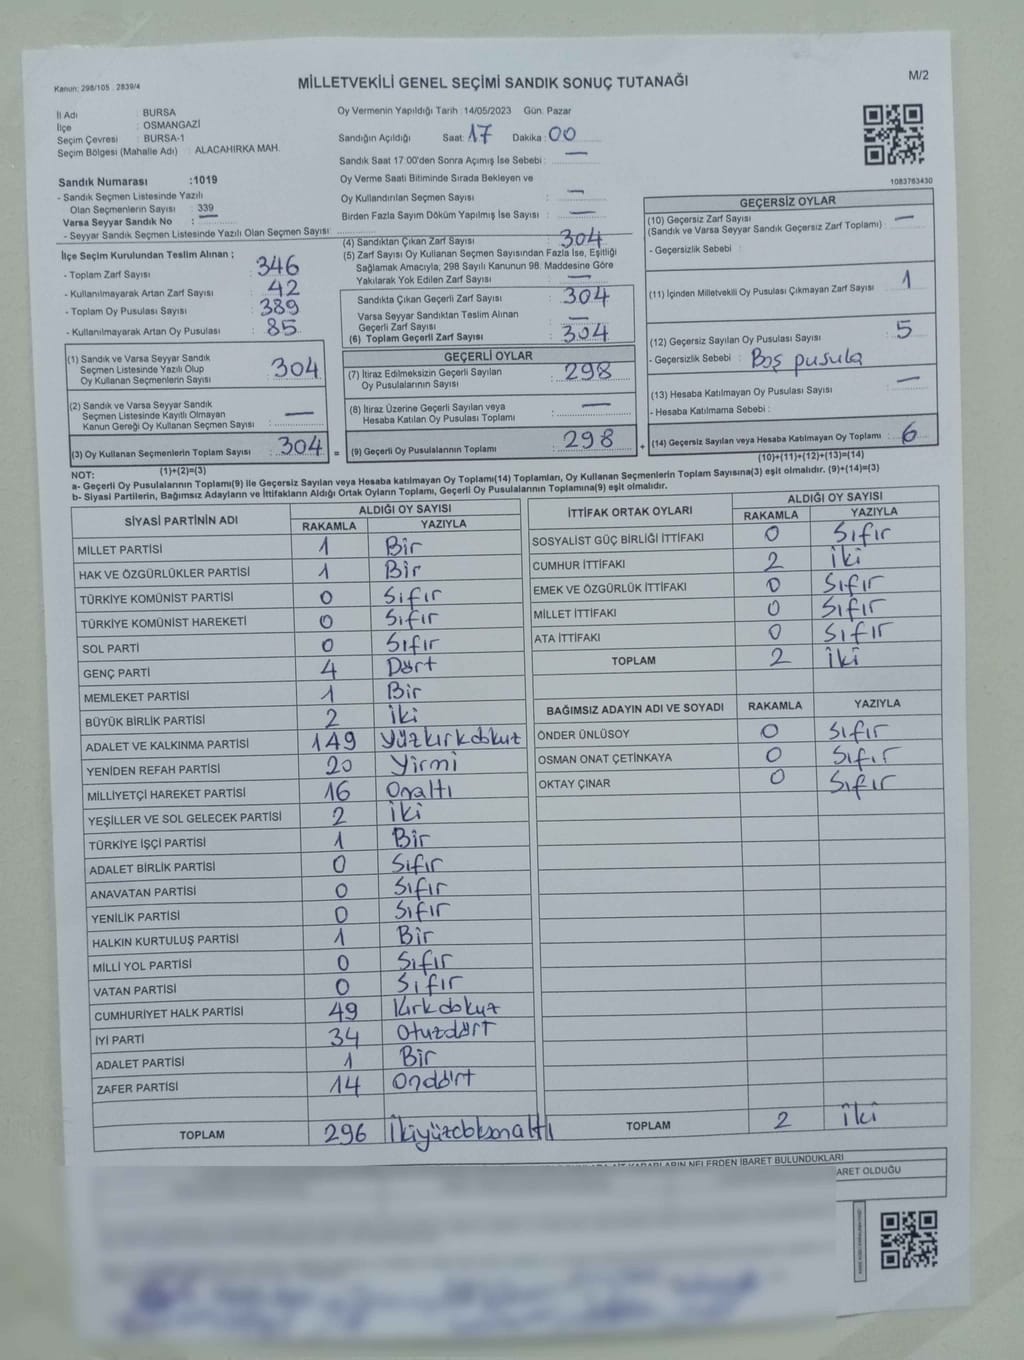 Kanun: 298/105 . 2839/4
MİLLETVEKİLİ GENEL SEÇİMİ SANDIK SONUÇ TUTANAĞI
M/2
İl Adı : BURSA
İlçe : OSMANGAZİ
Seçim Çevresi : BURSA-1
Seçim Bölgesi (Mahalle Adı) : ALACAHIRKA MAH.
Sandık Numarası :1019
- Sandık Seçmen Listesinde Yazılı
Olan Seçmenlerin Sayısı : 339
Varsa Seyyar Sandık No : —
- Seyyar Sandık Seçmen Listesinde Yazılı Olan Seçmen Sayısı:
Oy Vermenin Yapıldığı Tarih :14/05/2023 Gün: Pazar
Sandığın Açıldığı Saat: 17 Dakika: 00
Sandık Saat 17:00'den Sonra Açımış İse Sebebi : —
Oy Verme Saati Bitiminde Sırada Bekleyen ve
Oy Kullandırılan Seçmen Sayısı : —
Birden Fazla Sayım Döküm Yapılmış İse Sayısı : —
1083763430
İlçe Seçim Kurulundan Teslim Alınan ;
- Toplam Zarf Sayısı : 346
- Kullanılmayarak Artan Zarf Sayısı : 42
- Toplam Oy Pusulası Sayısı : 389
- Kullanılmayarak Artan Oy Pusulası : 85
(1) Sandık ve Varsa Seyyar Sandık
Seçmen Listesinde Yazılı Olup
Oy Kullanan Seçmenlerin Sayısı : 304
(2) Sandık ve Varsa Seyyar Sandık
Seçmen Listesinde Kayıtlı Olmayan
Kanun Gereği Oy Kullanan Seçmen Sayısı : —
(3) Oy Kullanan Seçmenlerin Toplam Sayısı : 304 =
(1)+(2)=(3)
(4) Sandıktan Çıkan Zarf Sayısı : 304
(5) Zarf Sayısı Oy Kullanan Seçmen Sayısından Fazla İse, Eşitliği
Sağlamak Amacıyla, 298 Sayılı Kanunun 98. Maddesine Göre
Yakılarak Yok Edilen Zarf Sayısı : —
Sandıkta Çıkan Geçerli Zarf Sayısı : 304
Varsa Seyyar Sandıktan Teslim Alınan
Geçerli Zarf Sayısı : —
(6) Toplam Geçerli Zarf Sayısı : 304
GEÇERLİ OYLAR
(7) İtiraz Edilmeksizin Geçerli Sayılan
Oy Pusulalarının Sayısı : 298
(8) İtiraz Üzerine Geçerli Sayılan veya
Hesaba Katılan Oy Pusulası Toplamı : —
(9) Geçerli Oy Pusulalarının Toplamı : 298 +
GEÇERSİZ OYLAR
(10) Geçersiz Zarf Sayısı
(Sandık ve Varsa Seyyar Sandık Geçersiz Zarf Toplamı) : —
- Geçersizlik Sebebi :
(11) İçinden Milletvekili Oy Pusulası Çıkmayan Zarf Sayısı : 1
(12) Geçersiz Sayılan Oy Pusulası Sayısı : 5
- Geçersizlik Sebebi : Boş pusula
(13) Hesaba Katılmayan Oy Pusulası Sayısı : —
- Hesaba Katılmama Sebebi :
(14) Geçersiz Sayılan veya Hesaba Katılmayan Oy Toplamı : 6
(10)+(11)+(12)+(13)=(14)
NOT:
a- Geçerli Oy Pusulalarının Toplamı(9) ile Geçersiz Sayılan veya Hesaba katılmayan Oy Toplamı(14) Toplamları, Oy Kullanan Seçmenlerin Toplam Sayısına(3) eşit olmalıdır. (9)+(14)=(3)
b- Siyasi Partilerin, Bağımsız Adayların ve İttifakların Aldığı Ortak Oyların Toplamı, Geçerli Oy Pusulalarının Toplamına(9) eşit olmalıdır.
SİYASİ PARTİNİN ADI ALDIĞI OY SAYISI
RAKAMLA YAZIYLA
MİLLET PARTİSİ 1 Bir
HAK VE ÖZGÜRLÜKLER PARTİSİ 1 Bir
TÜRKİYE KOMÜNİST PARTİSİ 0 Sıfır
TÜRKİYE KOMÜNİST HAREKETİ 0 Sıfır
SOL PARTİ 0 Sıfır
GENÇ PARTİ 4 Dört
MEMLEKET PARTİSİ 1 Bir
BÜYÜK BİRLİK PARTİSİ 2 İki
ADALET VE KALKINMA PARTİSİ 149 Yüzkırkdokuz
YENİDEN REFAH PARTİSİ 20 Yirmi
MİLLİYETÇİ HAREKET PARTİSİ 16 Onaltı
YEŞİLLER VE SOL GELECEK PARTİSİ 2 İki
TÜRKİYE İŞÇİ PARTİSİ 1 Bir
ADALET BİRLİK PARTİSİ 0 Sıfır
ANAVATAN PARTİSİ 0 Sıfır
YENİLİK PARTİSİ 0 Sıfır
HALKIN KURTULUŞ PARTİSİ 1 Bir
MİLLİ YOL PARTİSİ 0 Sıfır
VATAN PARTİSİ 0 Sıfır
CUMHURİYET HALK PARTİSİ 49 Kırkdokuz
İYİ PARTİ 34 Otuzdört
ADALET PARTİSİ 1 Bir
ZAFER PARTİSİ 14 Ondört
TOPLAM 296 İkiyüzdoksanaltı
İTTİFAK ORTAK OYLARI ALDIĞI OY SAYISI
RAKAMLA YAZIYLA
SOSYALİST GÜÇ BİRLİĞİ İTTİFAKI 0 Sıfır
CUMHUR İTTİFAKI 2 İki
EMEK VE ÖZGÜRLÜK İTTİFAKI 0 Sıfır
MİLLET İTTİFAKI 0 Sıfır
ATA İTTİFAKI 0 Sıfır
TOPLAM 2 İki
BAĞIMSIZ ADAYIN ADI VE SOYADI RAKAMLA YAZIYLA
ÖNDER ÜNLÜSOY 0 Sıfır
OSMAN ONAT ÇETİNKAYA 0 Sıfır
OKTAY ÇINAR 0 Sıfır
TOPLAM 2 İki
KARARLARIN NELERDEN İBARET BULUNDUKLARI
ARET OLDUĞU